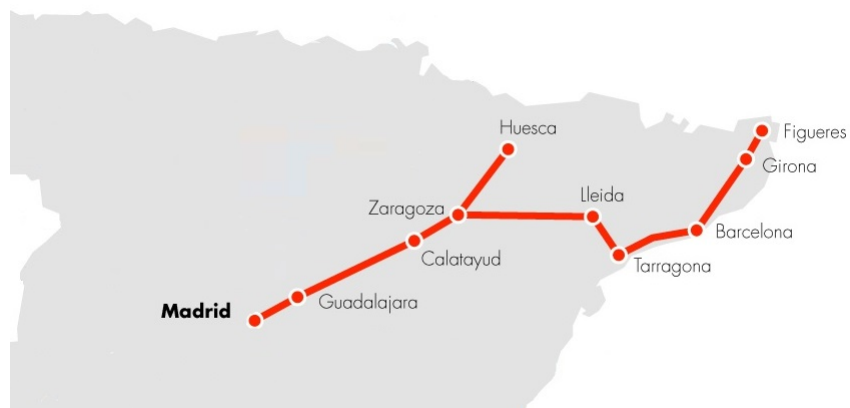 Huesca
Figueres
Girona
Lleida
Zaragoza
Barcelona
Calatayud
Tarragona
Guadalajara
Madrid